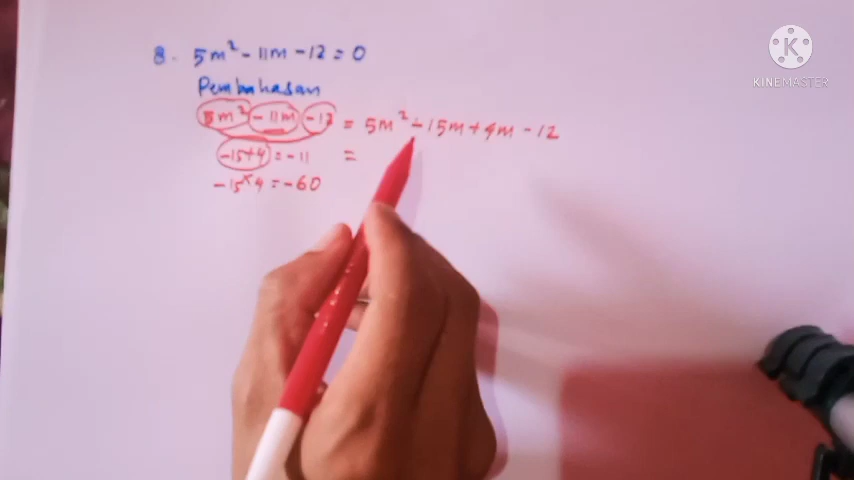 8. 5m² - 11m - 12 = 0
Pembahasan
5m² - 11m - 12 = 5m² - 15m + 4m - 12
-15+4 = -11 =
-15×4 = -60
K
KINEMASTER